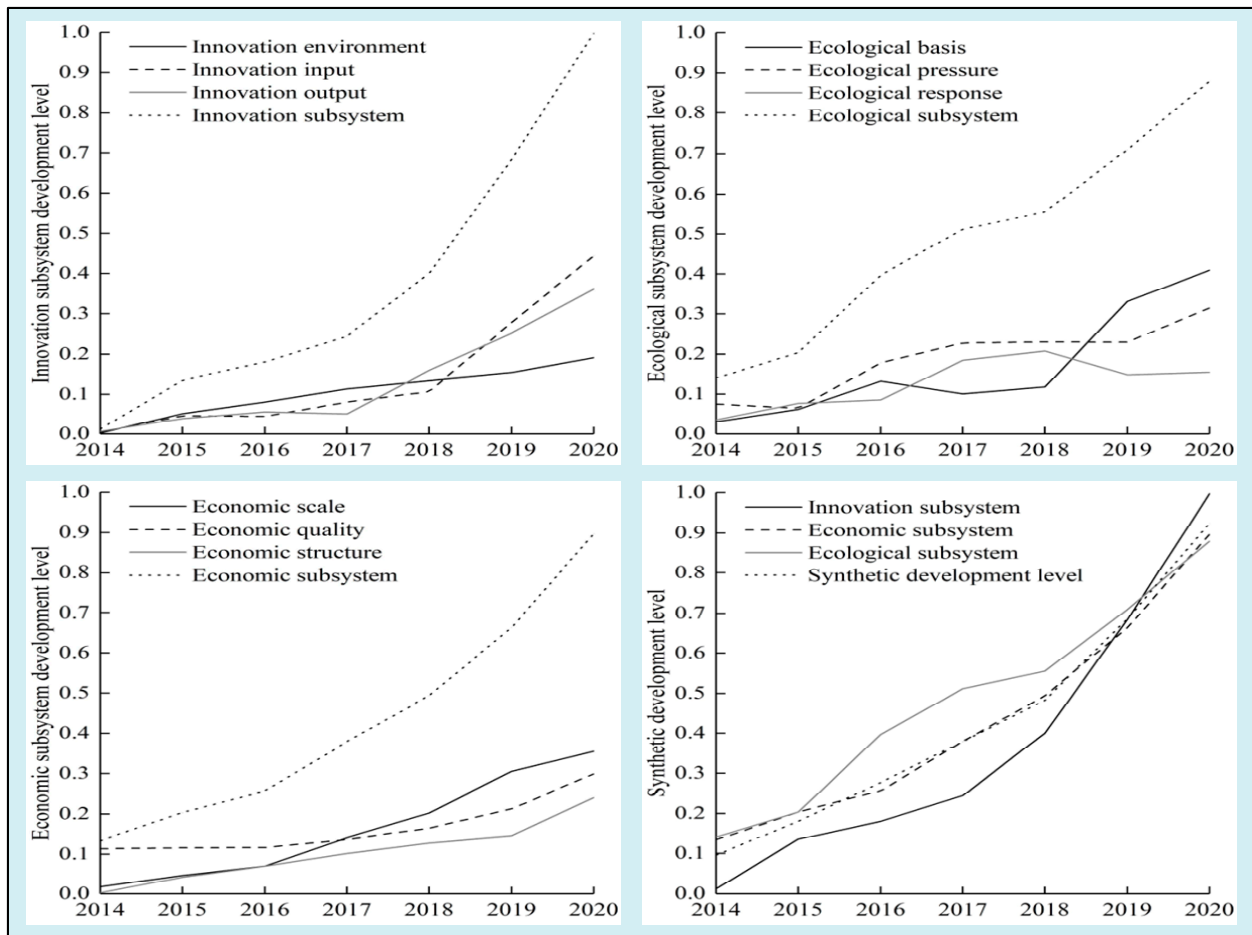 Innovation subsystem development level
1.0
0.9
0.8
0.7
0.6
0.5
0.4
0.3
0.2
0.1
0.0
Innovation environment
Innovation input
Innovation output
Innovation subsystem
2014 2015 2016 2017 2018 2019 2020
Ecological subsystem development level
1.0
0.9
0.8
0.7
0.6
0.5
0.4
0.3
0.2
0.1
0.0
Ecological basis
Ecological pressure
Ecological response
Ecological subsystem
2014 2015 2016 2017 2018 2019 2020
Economic subsystem development level
1.0
0.9
0.8
0.7
0.6
0.5
0.4
0.3
0.2
0.1
0.0
Economic scale
Economic quality
Economic structure
Economic subsystem
2014 2015 2016 2017 2018 2019 2020
Synthetic development level
1.0
0.9
0.8
0.7
0.6
0.5
0.4
0.3
0.2
0.1
0.0
Innovation subsystem
Economic subsystem
Ecological subsystem
Synthetic development level
2014 2015 2016 2017 2018 2019 2020